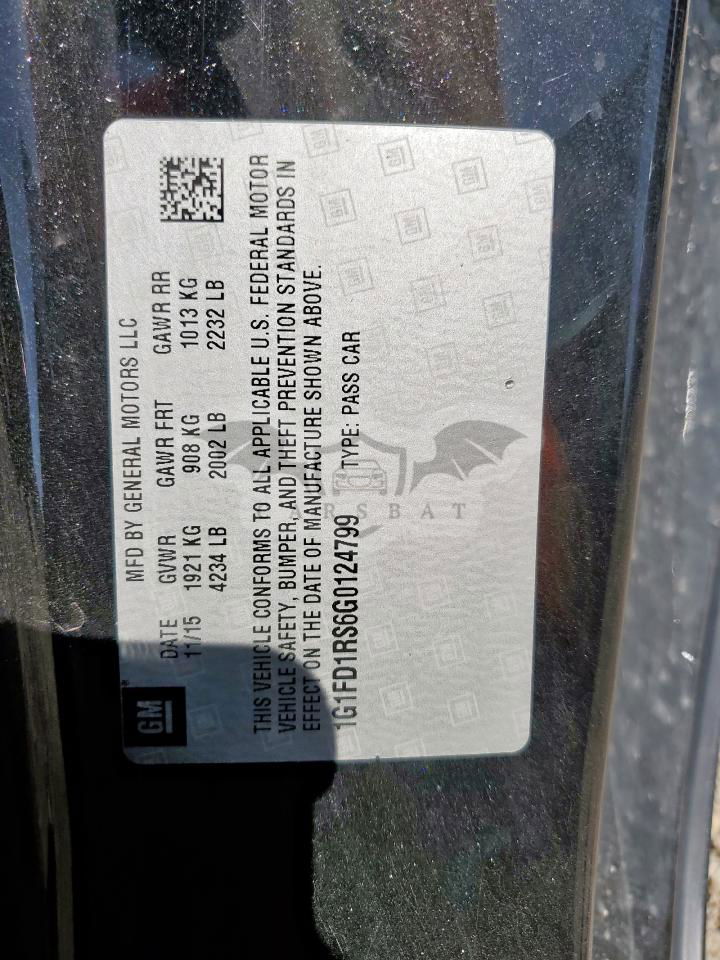 MFD BY GENERAL MOTORS LLC
DATE GVWR GAWR FRT GAWR RR
11/15 1921 KG 908 KG 1013 KG
4234 LB 2002 LB 2232 LB
THIS VEHICLE CONFORMS TO ALL APPLICABLE U.S. FEDERAL MOTOR
VEHICLE SAFETY, BUMPER, AND THEFT PREVENTION STANDARDS IN
EFFECT ON THE DATE OF MANUFACTURE SHOWN ABOVE.
1G1FD1RS6G0124799 TYPE: PASS CAR
GM
CARSBAT